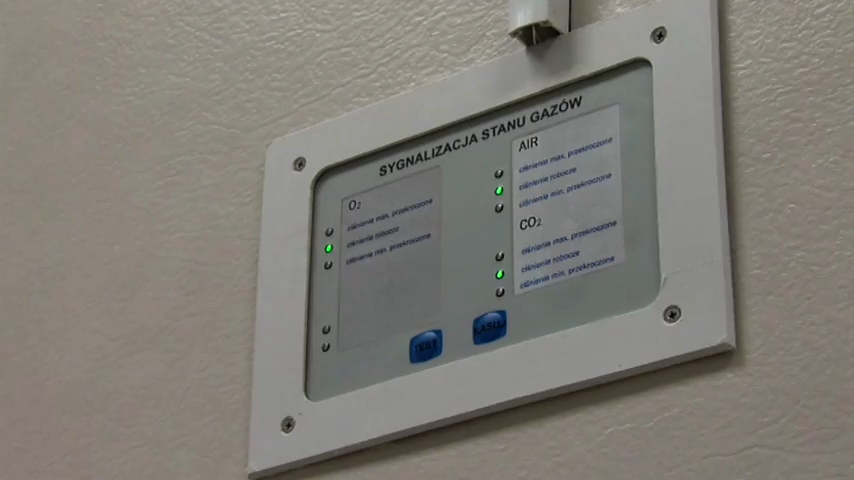 SYGNALIZACJA STANU GAZÓW
O₂
ciśnienie max. przekroczone
ciśnienie robocze
ciśnienie min. przekroczone
AIR
ciśnienie max. przekroczone
ciśnienie robocze
ciśnienie min. przekroczone
CO₂
ciśnienie max. przekroczone
ciśnienie robocze
ciśnienie min. przekroczone
TEST
KASUJ